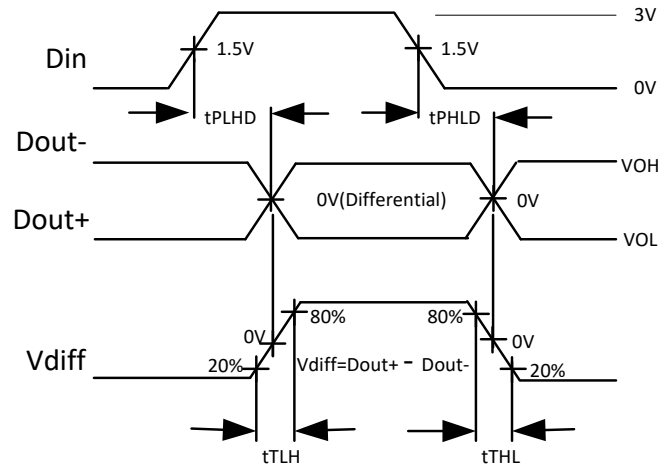 3V
Din
1.5V
1.5V
0V
tPLHD
tPHLD
Dout-
VOH
0V(Differential)
0V
Dout+
VOL
80%
80%
0V
0V
Vdiff
20%
Vdiff=Dout+ - Dout-
20%
tTLH
tTHL